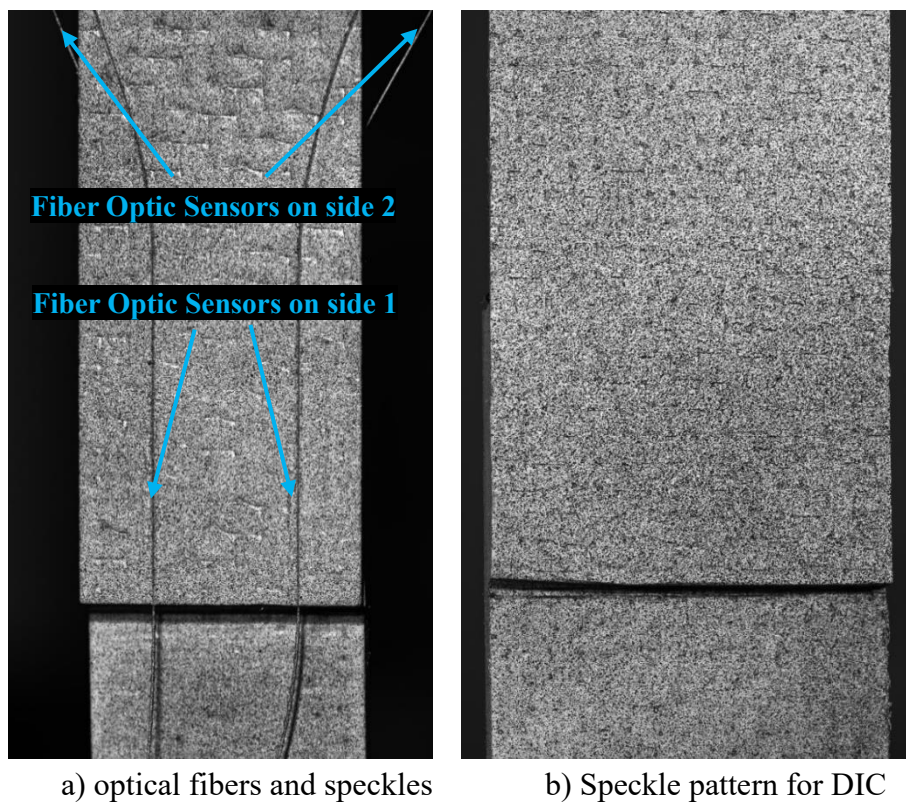 Fiber Optic Sensors on side 2
Fiber Optic Sensors on side 1
a) optical fibers and speckles
b) Speckle pattern for DIC